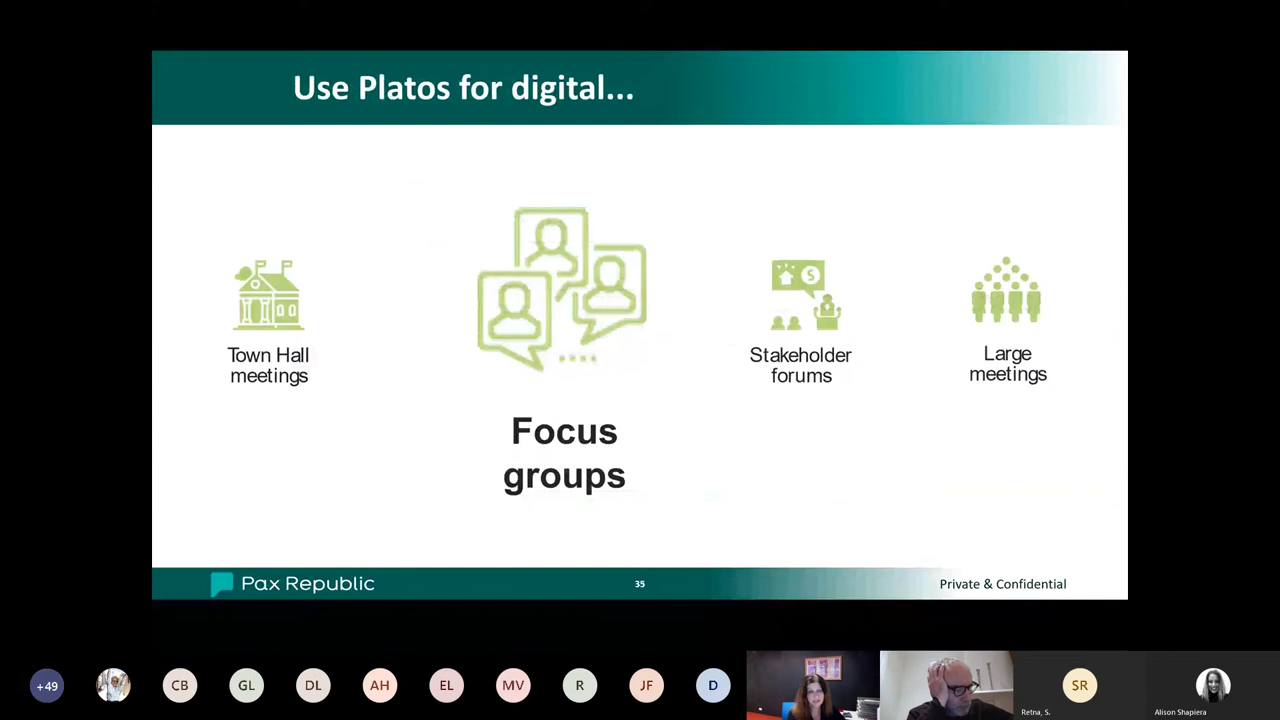 Use Platos for digital...
Town Hall
meetings
Focus
groups
Stakeholder
forums
Large
meetings
Pax Republic
35
Private & Confidential
+49
CB
GL
DL
AH
EL
MV
R
JF
D
SR
Retna, S.
Alison Shapiera